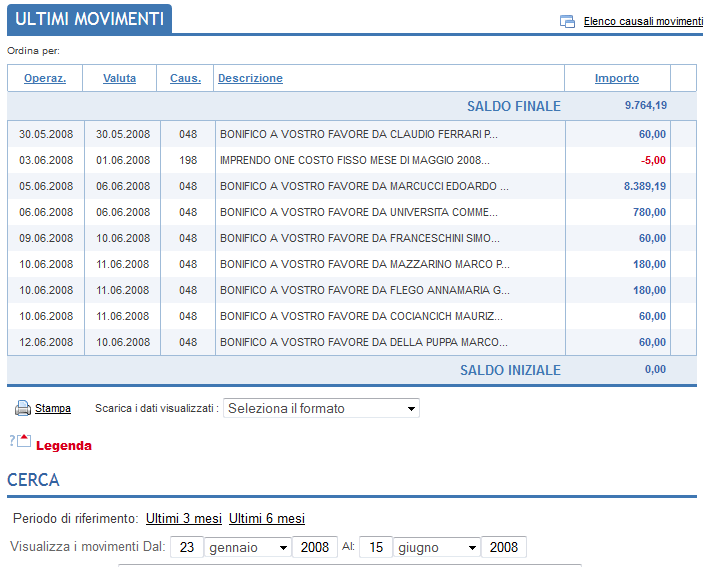 ULTIMI MOVIMENTI
Elenco causali movimenti
Ordina per:
Operaz. Valuta Caus. Descrizione Importo
SALDO FINALE 9.764,19
30.05.2008 30.05.2008 048 BONIFICO A VOSTRO FAVORE DA CLAUDIO FERRARI P... 60,00
03.06.2008 01.06.2008 198 IMPRENDO ONE COSTO FISSO MESE DI MAGGIO 2008... -5,00
05.06.2008 06.06.2008 048 BONIFICO A VOSTRO FAVORE DA MARCUCCI EDOARDO ... 8.389,19
06.06.2008 06.06.2008 048 BONIFICO A VOSTRO FAVORE DA UNIVERSITA COMME... 780,00
09.06.2008 10.06.2008 048 BONIFICO A VOSTRO FAVORE DA FRANCESCHINI SIMO... 60,00
10.06.2008 11.06.2008 048 BONIFICO A VOSTRO FAVORE DA MAZZARINO MARCO P... 180,00
10.06.2008 11.06.2008 048 BONIFICO A VOSTRO FAVORE DA FLEGO ANNAMARIA G... 180,00
10.06.2008 11.06.2008 048 BONIFICO A VOSTRO FAVORE DA COCIANCICH MAURIZ... 60,00
12.06.2008 10.06.2008 048 BONIFICO A VOSTRO FAVORE DA DELLA PUPPA MARCO... 60,00
SALDO INIZIALE 0,00
Stampa Scarica i dati visualizzati : Seleziona il formato
? Legenda
CERCA
Periodo di riferimento: Ultimi 3 mesi Ultimi 6 mesi
Visualizza i movimenti Dal: 23 gennaio 2008 Al: 15 giugno 2008